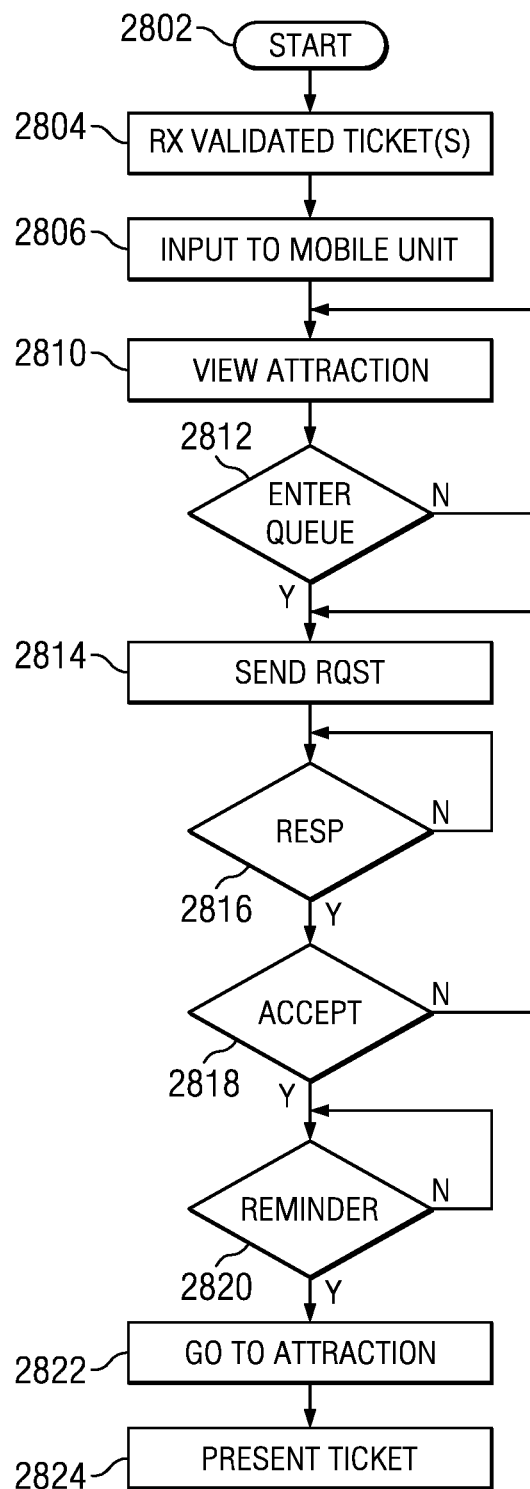 2802
START
2804
RX VALIDATED TICKET(S)
2806
INPUT TO MOBILE UNIT
2810
VIEW ATTRACTION
2812
ENTER
QUEUE
N
Y
2814
SEND RQST
RESP
N
2816
Y
ACCEPT
N
2818
Y
REMINDER
N
2820
Y
2822
GO TO ATTRACTION
2824
PRESENT TICKET